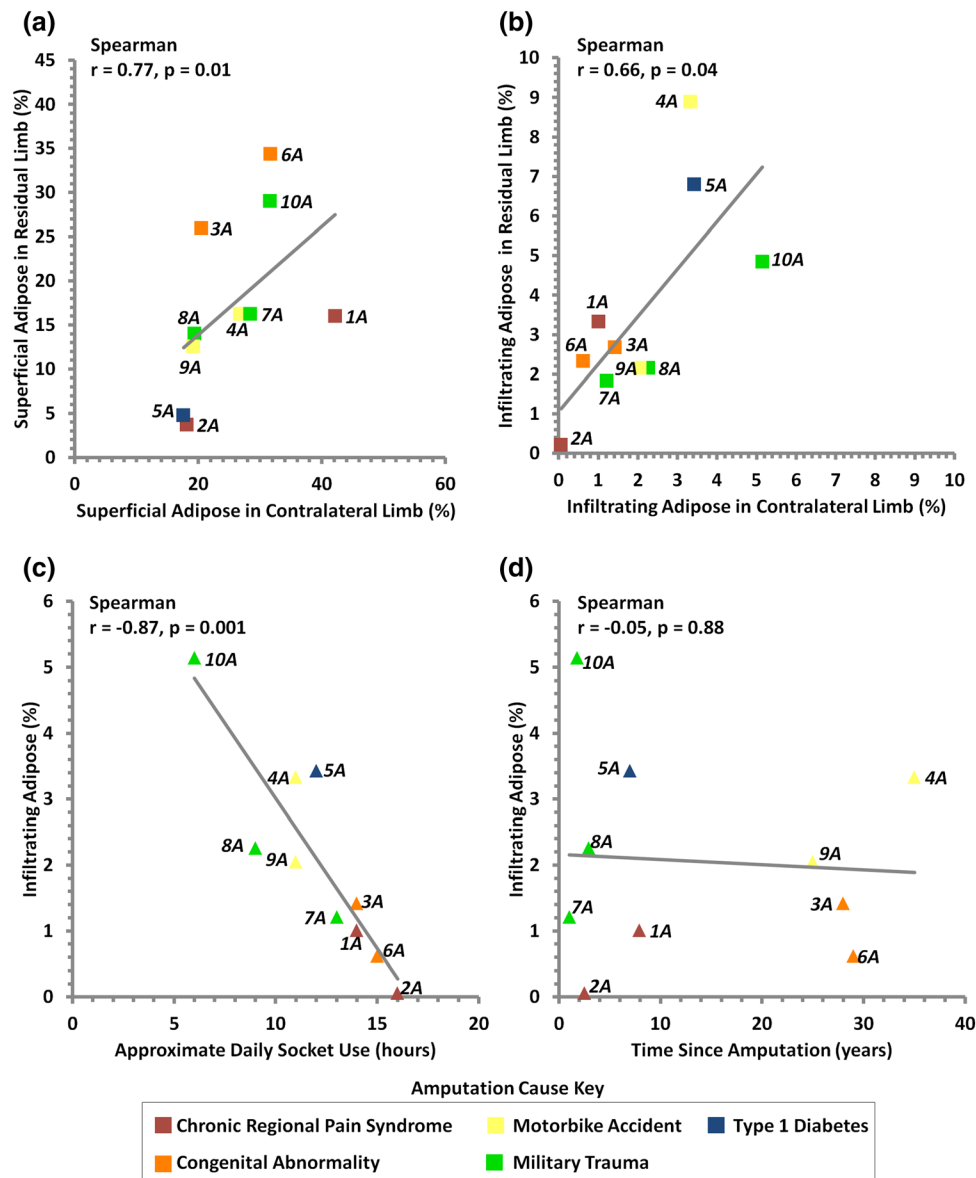 (a)
Spearman
r = 0.77, p = 0.01
Superficial Adipose in Residual Limb (%)
45
40
35
30
25
20
15
10
5
0
6A
10A
3A
8A
7A
1A
4A
9A
5A
2A
0
20
40
60
Superficial Adipose in Contralateral Limb (%)
(b)
Spearman
r = 0.66, p = 0.04
Infiltrating Adipose in Residual Limb (%)
10
9
8
7
6
5
4
3
2
1
0
4A
5A
10A
1A
6A
3A
9A
8A
7A
2A
0
1
2
3
4
5
6
7
8
9
10
Infiltrating Adipose in Contralateral Limb (%)
(c)
Spearman
r = -0.87, p = 0.001
Infiltrating Adipose (%)
6
5
4
3
2
1
0
10A
4A
5A
8A
9A
3A
7A
1A
6A
2A
0
5
10
15
20
Approximate Daily Socket Use (hours)
(d)
Spearman
r = -0.05, p = 0.88
Infiltrating Adipose (%)
6
5
4
3
2
1
0
10A
5A
4A
8A
9A
7A
1A
3A
6A
2A
0
10
20
30
40
Time Since Amputation (years)
Amputation Cause Key
Chronic Regional Pain Syndrome
Motorbike Accident
Type 1 Diabetes
Congenital Abnormality
Military Trauma